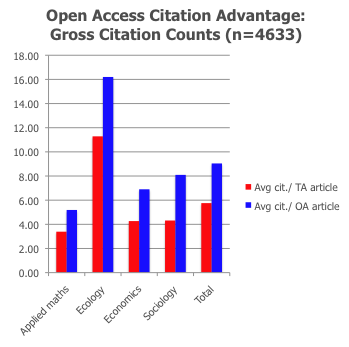 Open Access Citation Advantage:
Gross Citation Counts (n=4633)
18.00
16.00
14.00
12.00
10.00
8.00
6.00
4.00
2.00
0.00
Avg cit./ TA article
Avg cit./ OA article
Applied maths
Ecology
Economics
Sociology
Total